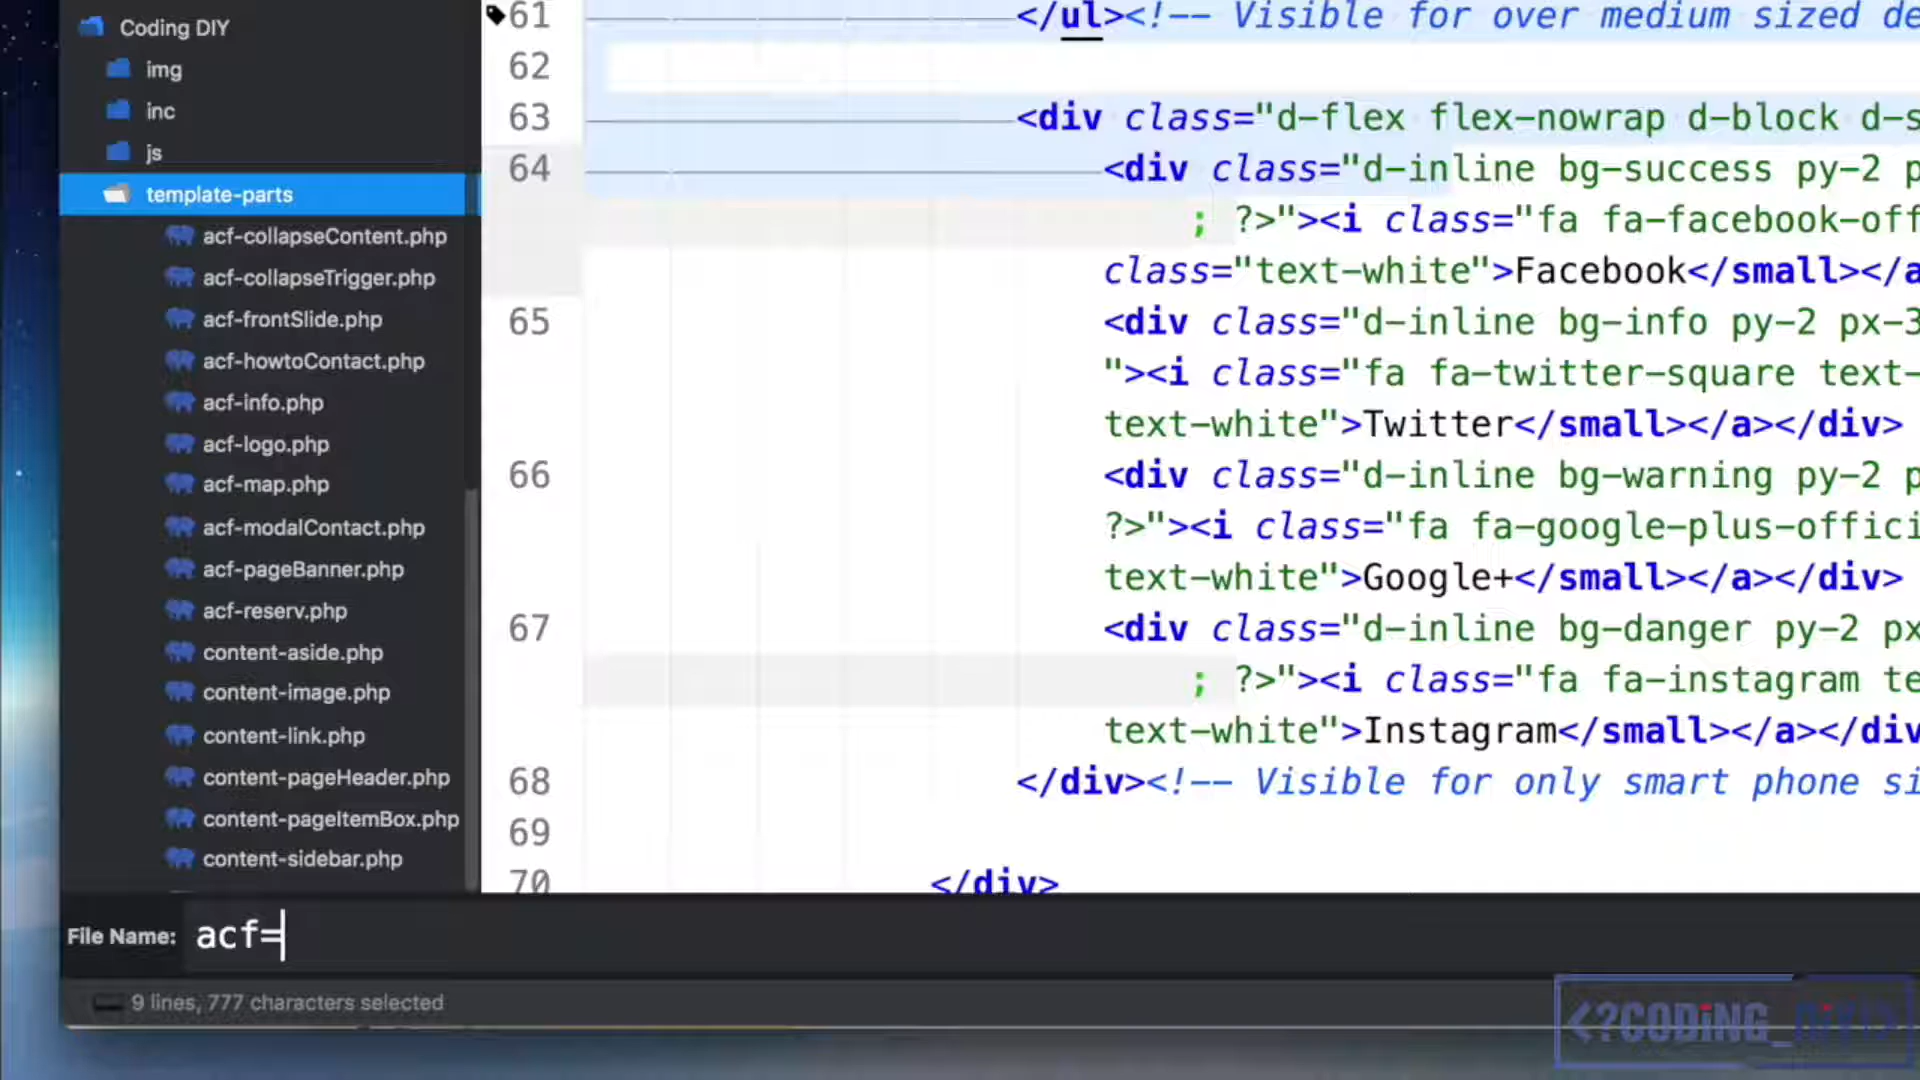 Coding DIY
img
inc
js
template-parts
acf-collapseContent.php
acf-collapseTrigger.php
acf-frontSlide.php
acf-howtoContact.php
acf-info.php
acf-logo.php
acf-map.php
acf-modalContact.php
acf-pageBanner.php
acf-reserv.php
content-aside.php
content-image.php
content-link.php
content-pageHeader.php
content-pageItemBox.php
content-sidebar.php
61 </ul><!-- Visible for over medium sized de
62
63 <div class="d-flex flex-nowrap d-block d-s
64 <div class="d-inline bg-success py-2 p
; ?>"><i class="fa fa-facebook-off
class="text-white">Facebook</small></a
65 <div class="d-inline bg-info py-2 px-3
"><i class="fa fa-twitter-square text-
text-white">Twitter</small></a></div>
66 <div class="d-inline bg-warning py-2 p
?>"><i class="fa fa-google-plus-offici
text-white">Google+</small></a></div>
67 <div class="d-inline bg-danger py-2 px
; ?>"><i class="fa fa-instagram te
text-white">Instagram</small></a></div
68 </div><!-- Visible for only smart phone si
69
70 </div>
File Name: acf=
9 lines, 777 characters selected
<?CODiNG_DiY!>